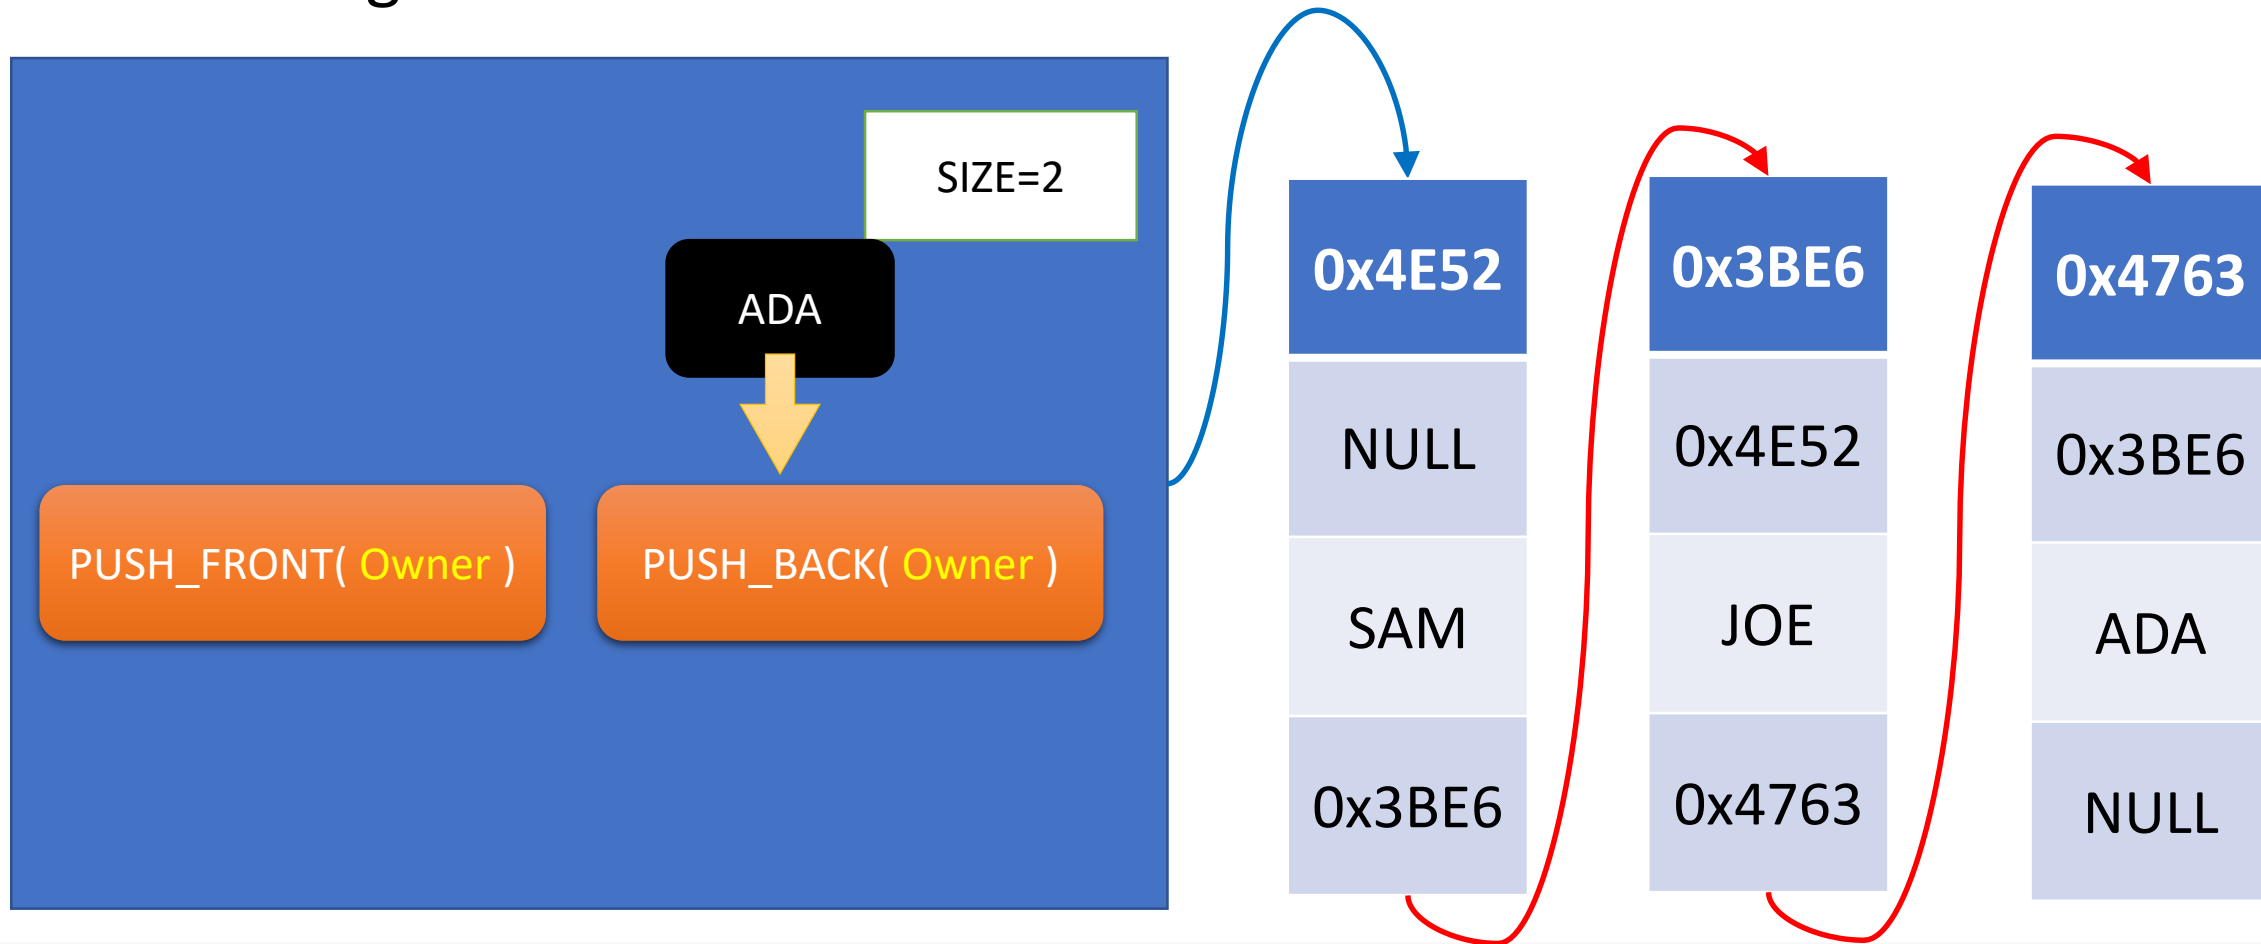 SIZE=2
ADA
PUSH_FRONT( Owner )
PUSH_BACK( Owner )
0x4E52
NULL
SAM
0x3BE6
0x3BE6
0x4E52
JOE
0x4763
0x4763
0x3BE6
ADA
NULL